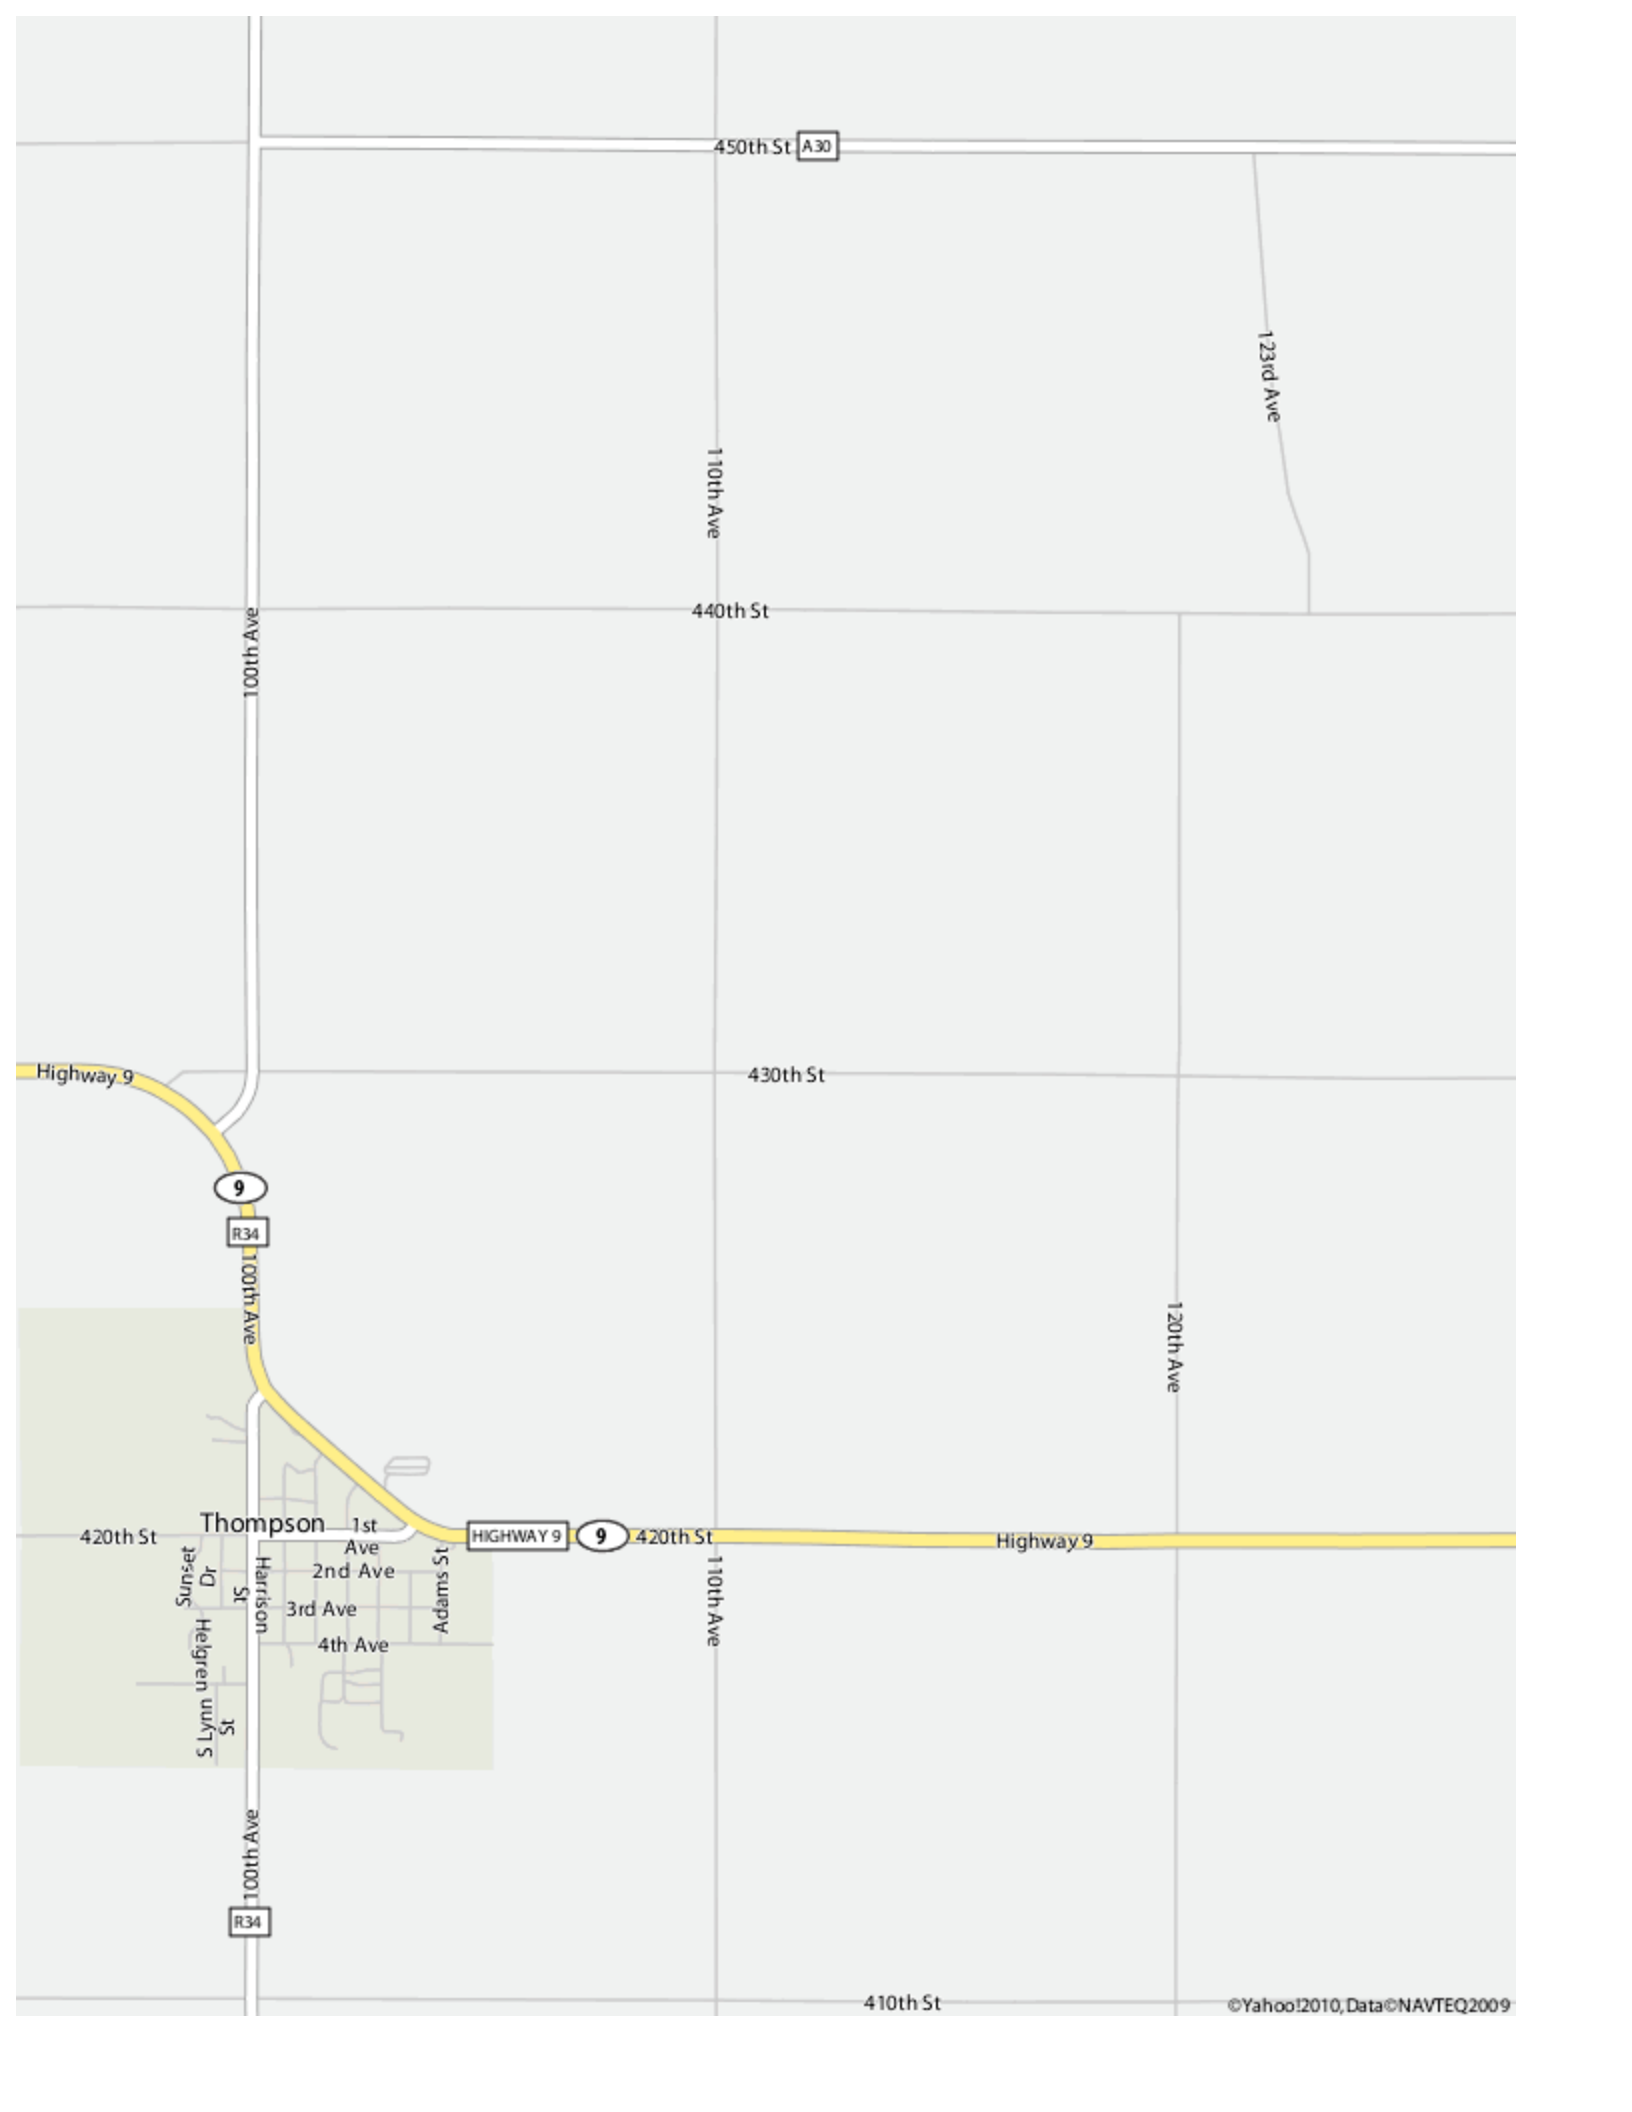 450th St
A30
123rd Ave
110th Ave
440th St
100th Ave
Highway 9
430th St
9
R34
100th Ave
120th Ave
Thompson
1st
Ave
420th St
HIGHWAY 9
9
420th St
Highway 9
Sunset
Dr
Harrison
St
2nd Ave
Adams St
3rd Ave
110th Ave
4th Ave
Helgren
S Lyuu
St
100th Ave
R34
410th St
©Yahoo!2010,Data©NAVTEQ2009